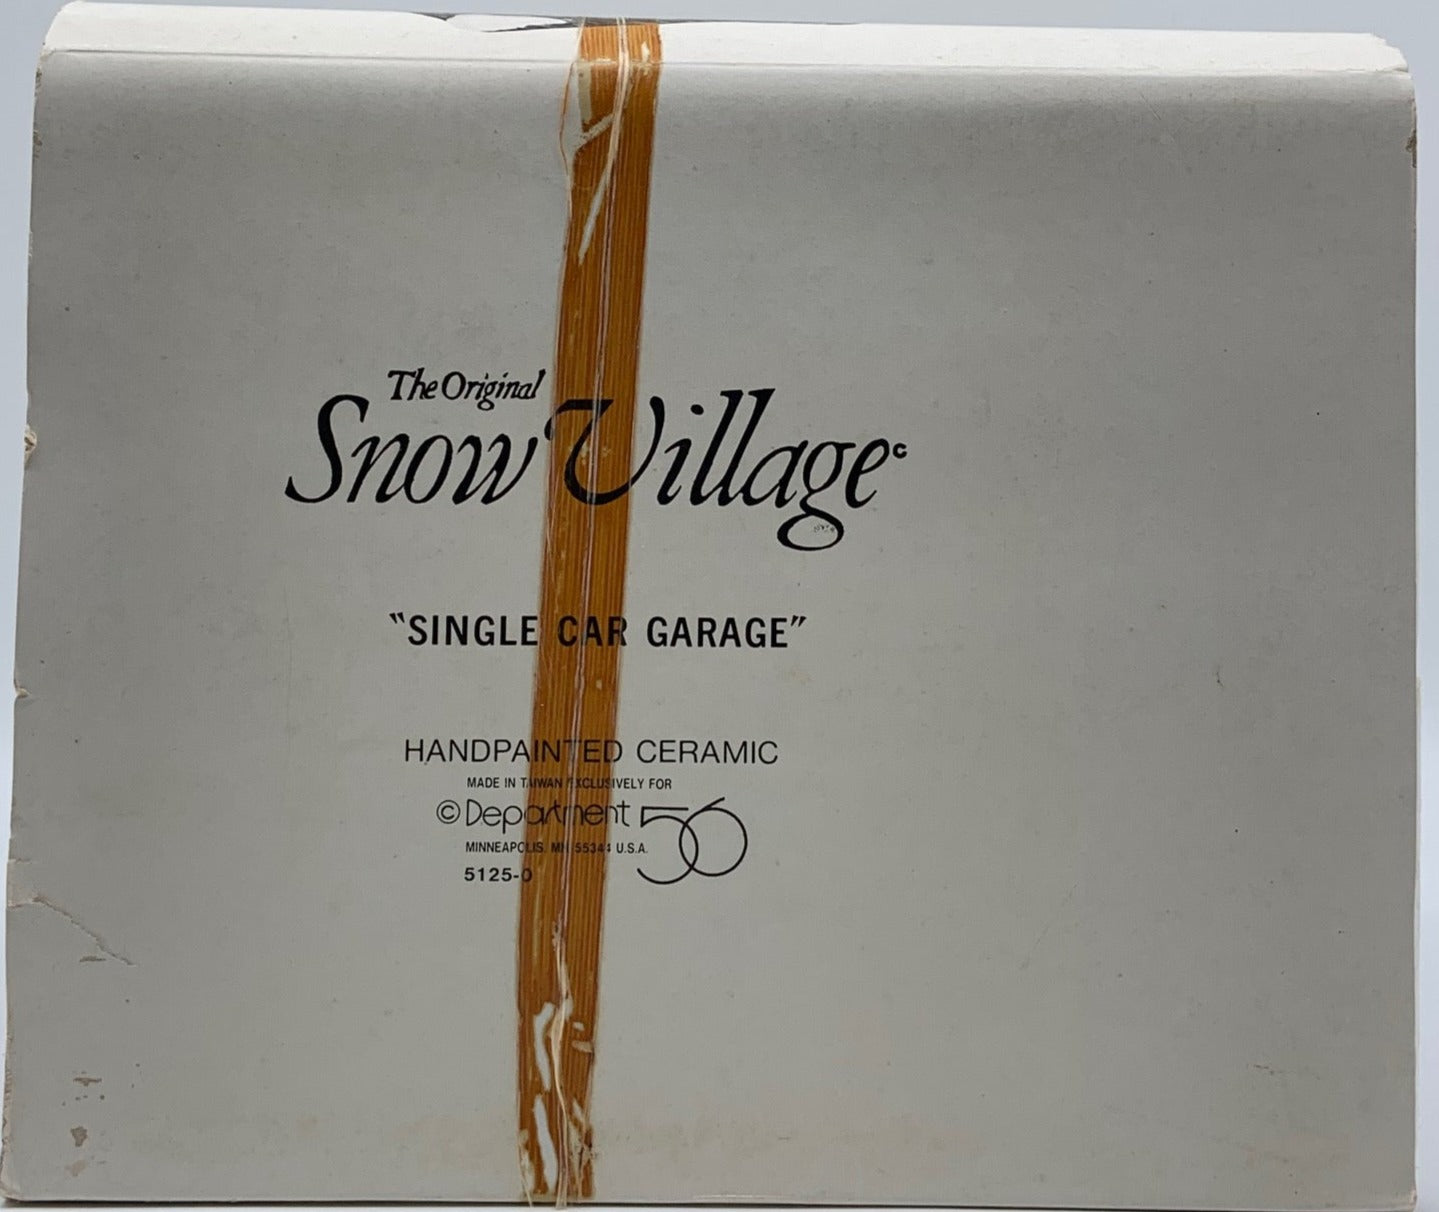 The Original
Snow Village©
"SINGLE CAR GARAGE"
HANDPAINTED CERAMIC
MADE IN TAIWAN EXCLUSIVELY FOR
©Department 56
MINNEAPOLIS, MN 55344 U.S.A.
5125-0